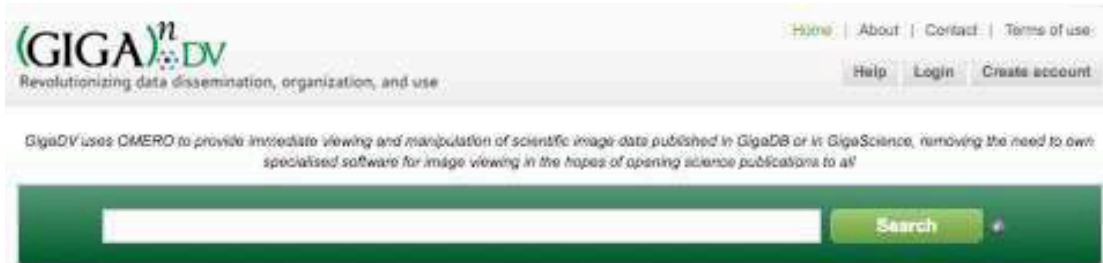 (GIGA)n DV
Revolutionizing data dissemination, organization, and use
Home | About | Contact | Terms of use
Help Login Create account
GigaDV uses OMERO to provide immediate viewing and manipulation of scientific image data published in GigaDB or in GigaScience, removing the need to own
specialised software for image viewing in the hopes of opening science publications to all
Search